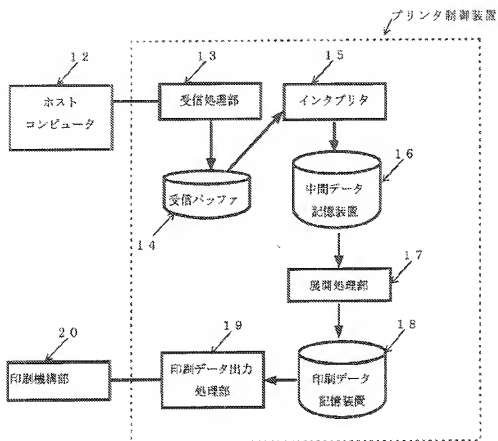 プリンタ制御装置
12
13
15
ホスト
コンピュータ
受信処理部
インタプリタ
受信バッファ
14
16
中間データ
記憶装置
17
展開処理部
20
19
18
印刷機構部
印刷データ出力
処理部
印刷データ
記憶装置